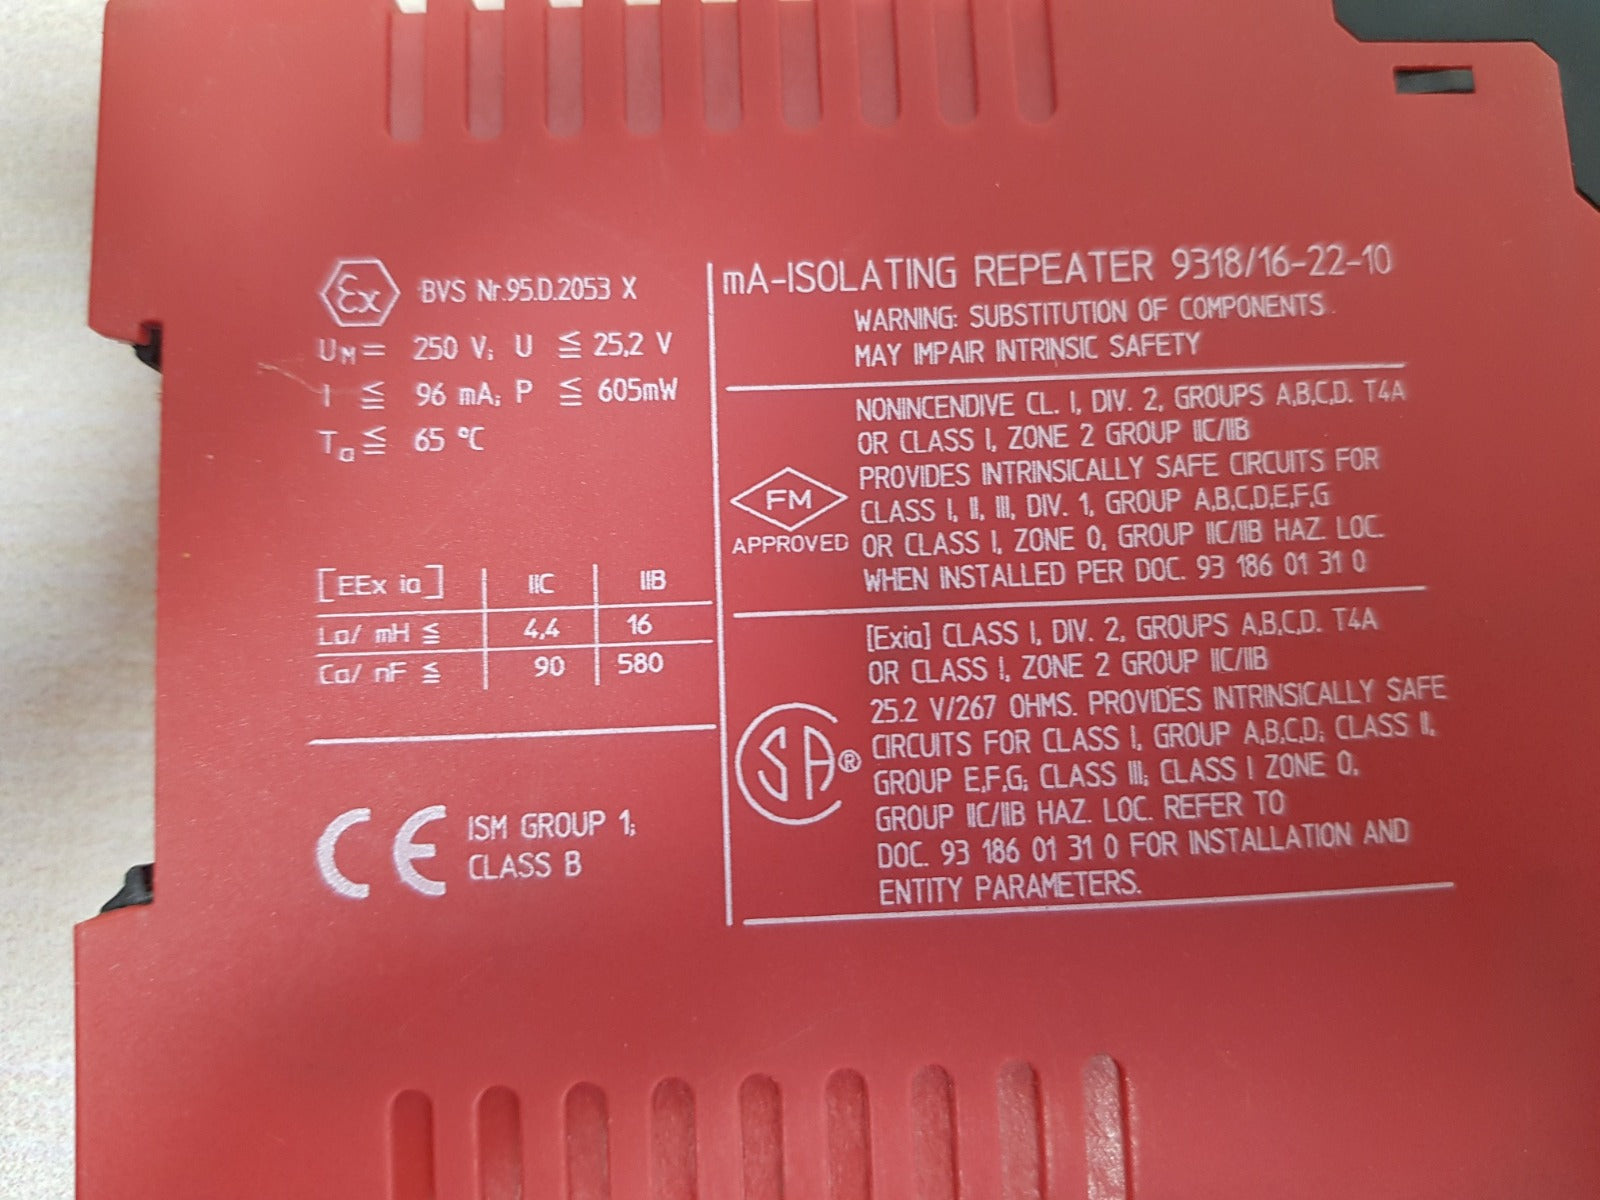 Ex BVS Nr.95.D.2053 X
UM= 250 V; U ≦ 25,2 V
I ≦ 96 mA; P ≦ 605mW
Ta ≦ 65 °C
[EEx ia] IIC IIB
La/ mH ≦ 4,4 16
Ca/ nF ≦ 90 580
CE ISM GROUP 1;
CLASS B
mA-ISOLATING REPEATER 9318/16-22-10
WARNING: SUBSTITUTION OF COMPONENTS
MAY IMPAIR INTRINSIC SAFETY
NONINCENDIVE CL. I, DIV. 2, GROUPS A,B,C,D. T4A
OR CLASS I, ZONE 2 GROUP IIC/IIB
PROVIDES INTRINSICALLY SAFE CIRCUITS FOR
CLASS I, II, III, DIV. 1, GROUP A,B,C,D,E,F,G
OR CLASS I, ZONE 0, GROUP IIC/IIB HAZ. LOC.
WHEN INSTALLED PER DOC. 93 186 01 31 0
FM
APPROVED
[Exia] CLASS I, DIV. 2, GROUPS A,B,C,D. T4A
OR CLASS I, ZONE 2 GROUP IIC/IIB
25.2 V/267 OHMS. PROVIDES INTRINSICALLY SAFE
CIRCUITS FOR CLASS I, GROUP A,B,C,D; CLASS II,
GROUP E,F,G; CLASS III; CLASS I ZONE 0,
GROUP IIC/IIB HAZ. LOC. REFER TO
DOC. 93 186 01 31 0 FOR INSTALLATION AND
ENTITY PARAMETERS.
CSA®